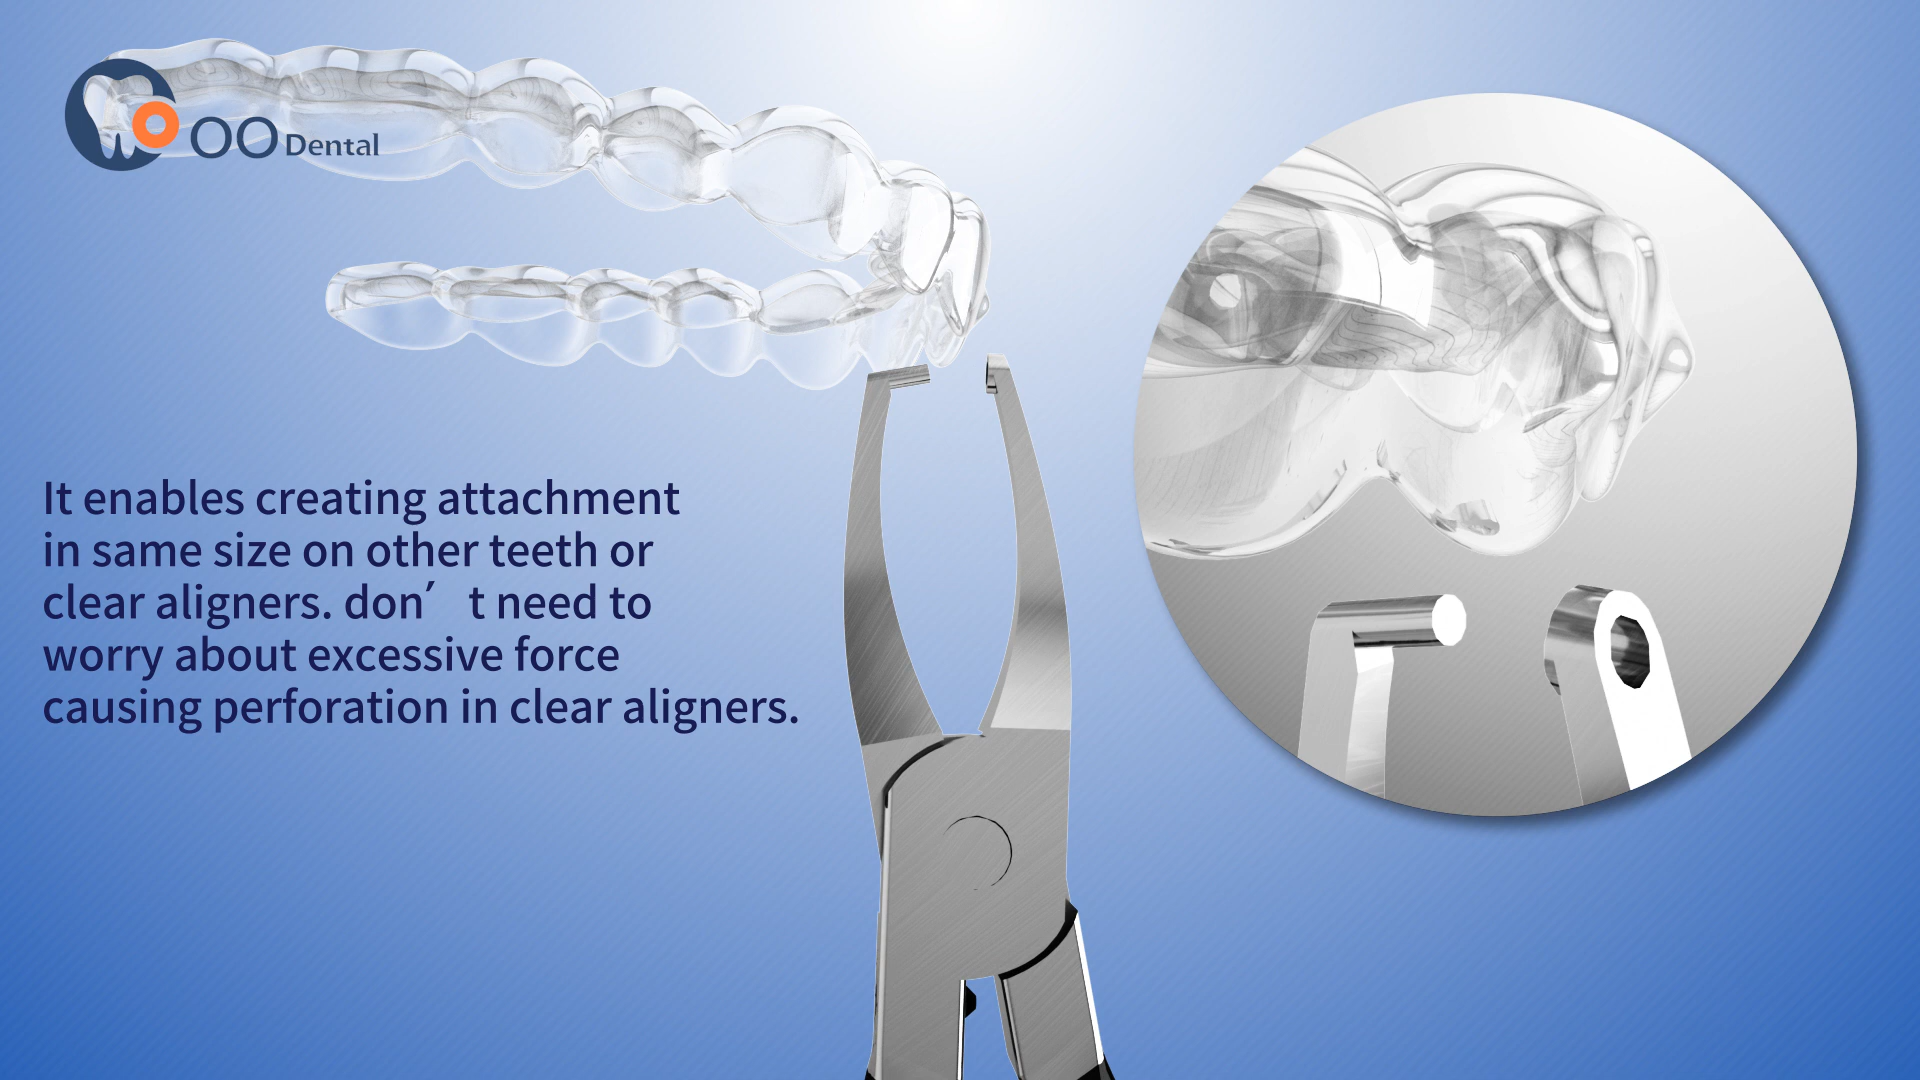 OO Dental
It enables creating attachment
in same size on other teeth or
clear aligners. don′ t need to
worry about excessive force
causing perforation in clear aligners.